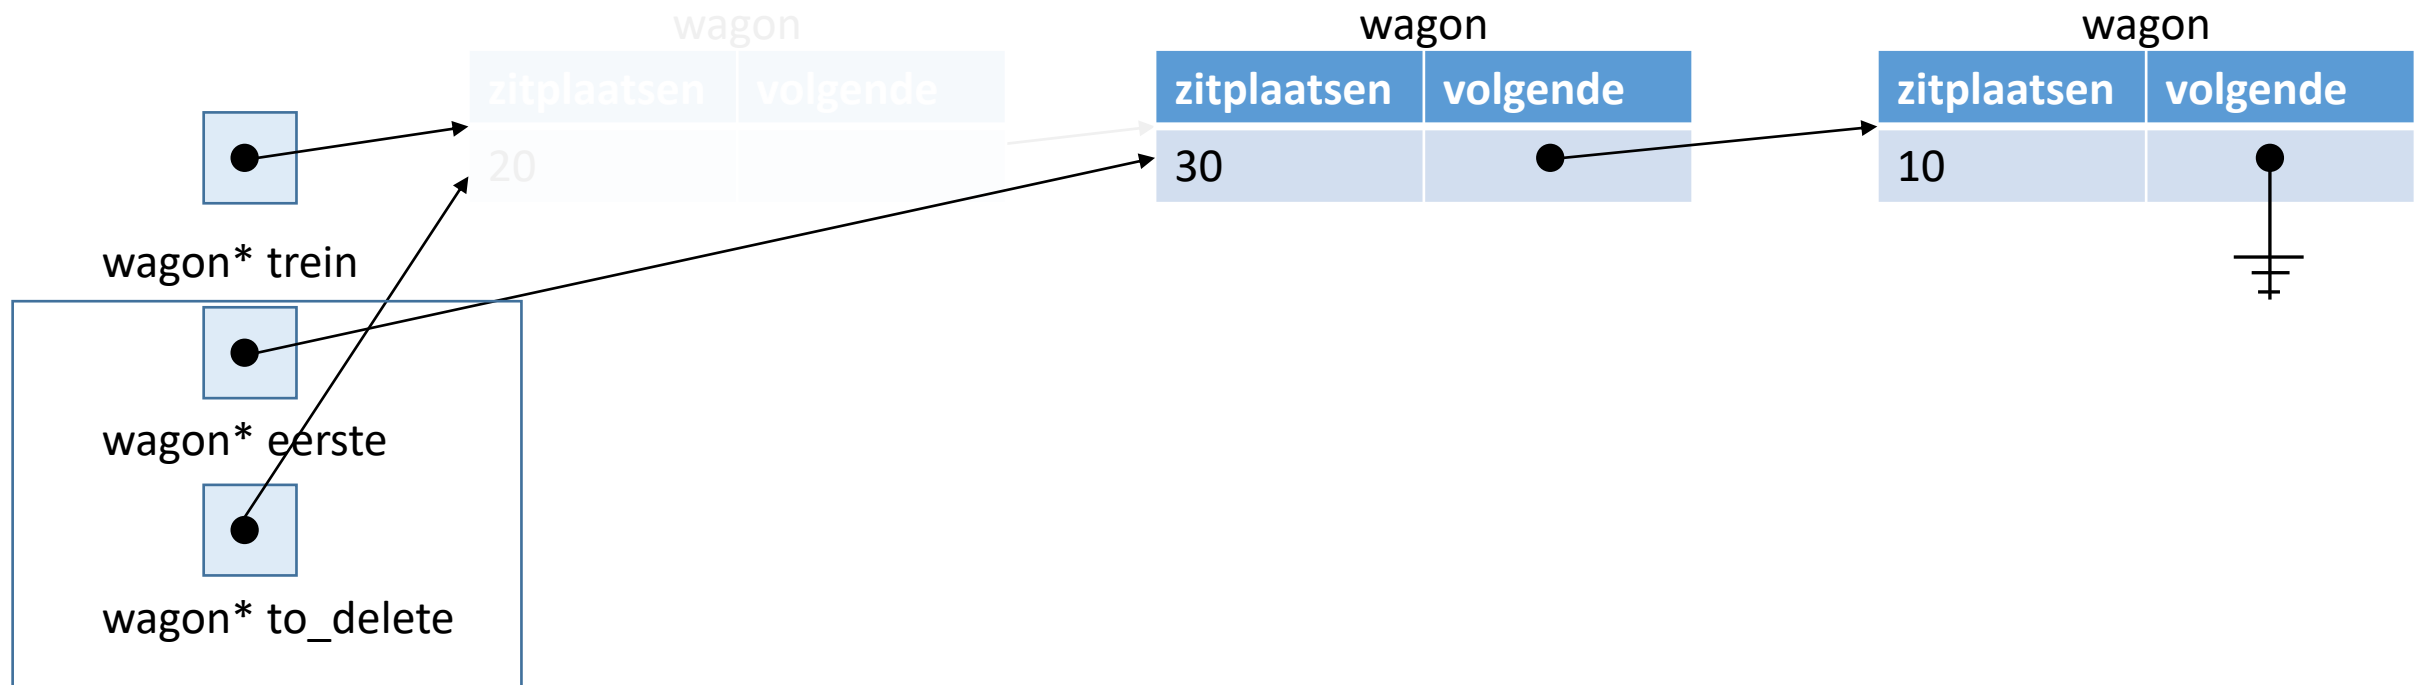 wagon
zitplaatsen volgende
20
wagon
zitplaatsen volgende
30
wagon
zitplaatsen volgende
10
wagon* trein
wagon* eerste
wagon* to_delete